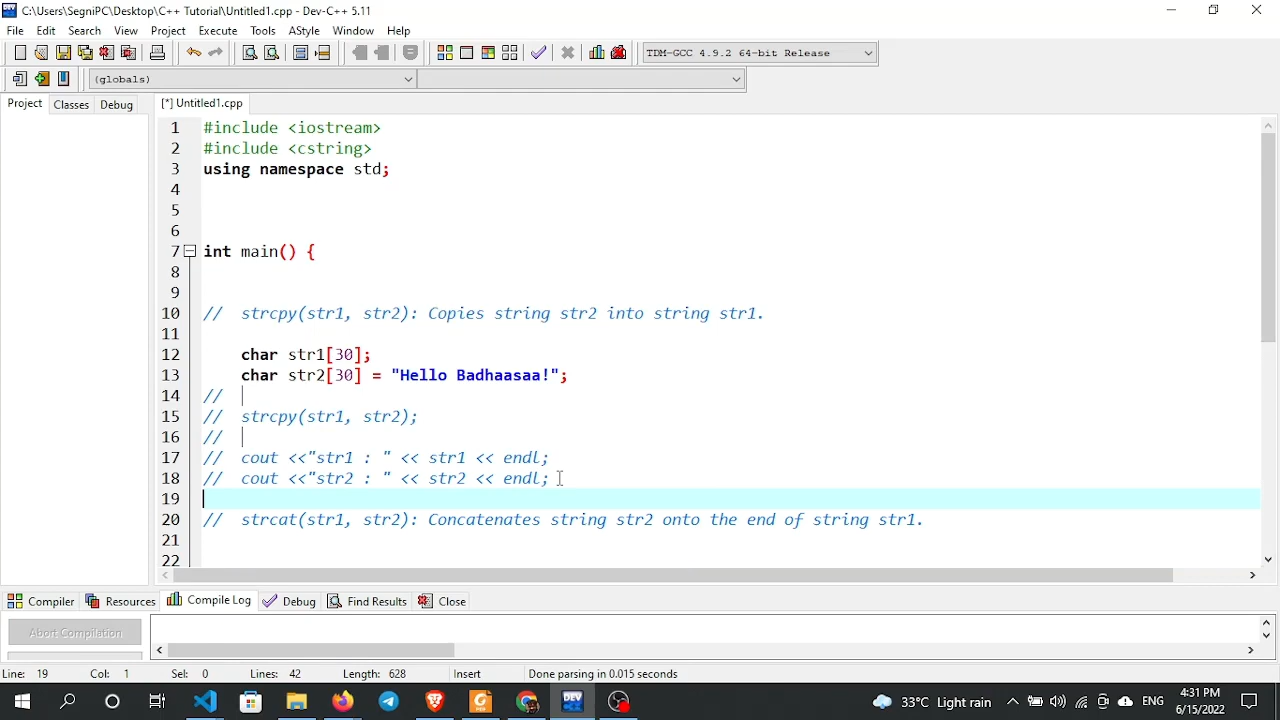 C:\Users\SegniPC\Desktop\C++ Tutorial\Untitled1.cpp - Dev-C++ 5.11
File Edit Search View Project Execute Tools AStyle Window Help
TDM-GCC 4.9.2 64-bit Release
(globals)
Project Classes Debug
[*] Untitled1.cpp
1 #include <iostream>
2 #include <cstring>
3 using namespace std;
4
5
6
7 int main() {
8
9
10 // strcpy(str1, str2): Copies string str2 into string str1.
11
12 char str1[30];
13 char str2[30] = "Hello Badhaasaa!";
14 //
15 // strcpy(str1, str2);
16 //
17 // cout <<"str1 : " << str1 << endl;
18 // cout <<"str2 : " << str2 << endl;
19
20 // strcat(str1, str2): Concatenates string str2 onto the end of string str1.
21
22
Compiler Resources Compile Log Debug Find Results Close
Abort Compilation
Line: 19 Col: 1 Sel: 0 Lines: 42 Length: 628 Insert Done parsing in 0.015 seconds
33°C Light rain ENG 4:31 PM
6/15/2022